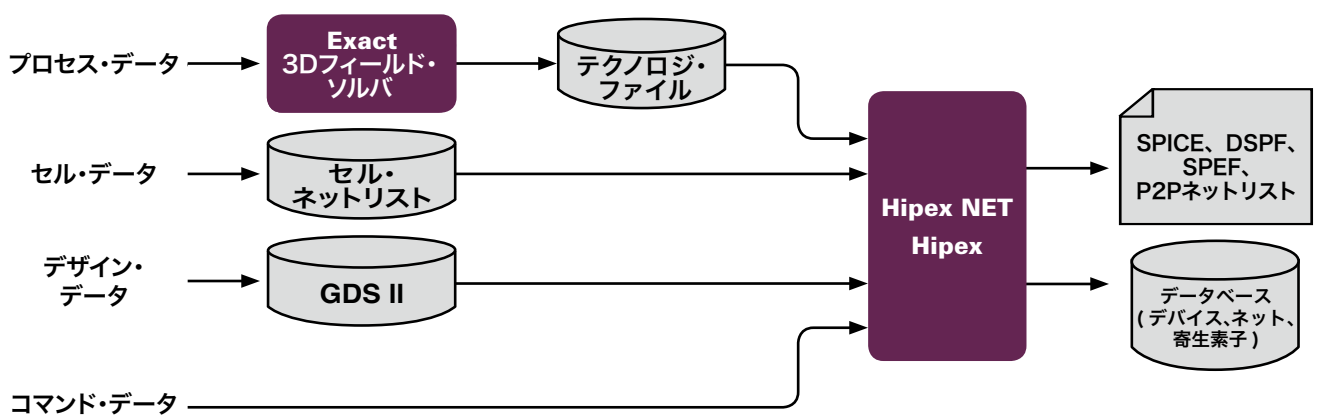 プロセス・データ
Exact
3Dフィールド・
ソルバ
テクノロジ・
ファイル
セル・データ
セル・
ネットリスト
デザイン・
データ
GDS II
コマンド・データ
Hipex NET
Hipex
SPICE、DSPF、
SPEF、
P2Pネットリスト
データベース
( デバイス、ネット、
寄生素子 )